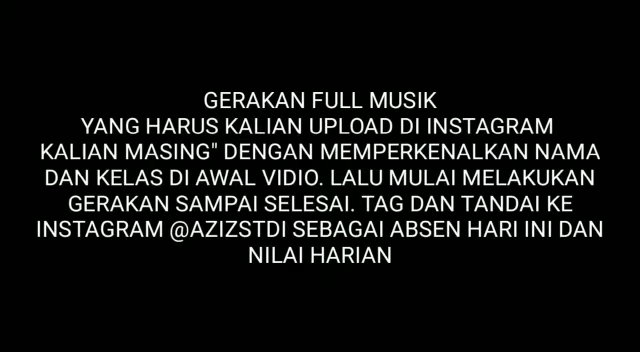 GERAKAN FULL MUSIK
YANG HARUS KALIAN UPLOAD DI INSTAGRAM
KALIAN MASING" DENGAN MEMPERKENALKAN NAMA
DAN KELAS DI AWAL VIDIO. LALU MULAI MELAKUKAN
GERAKAN SAMPAI SELESAI. TAG DAN TANDAI KE
INSTAGRAM @AZIZSTDI SEBAGAI ABSEN HARI INI DAN
NILAI HARIAN